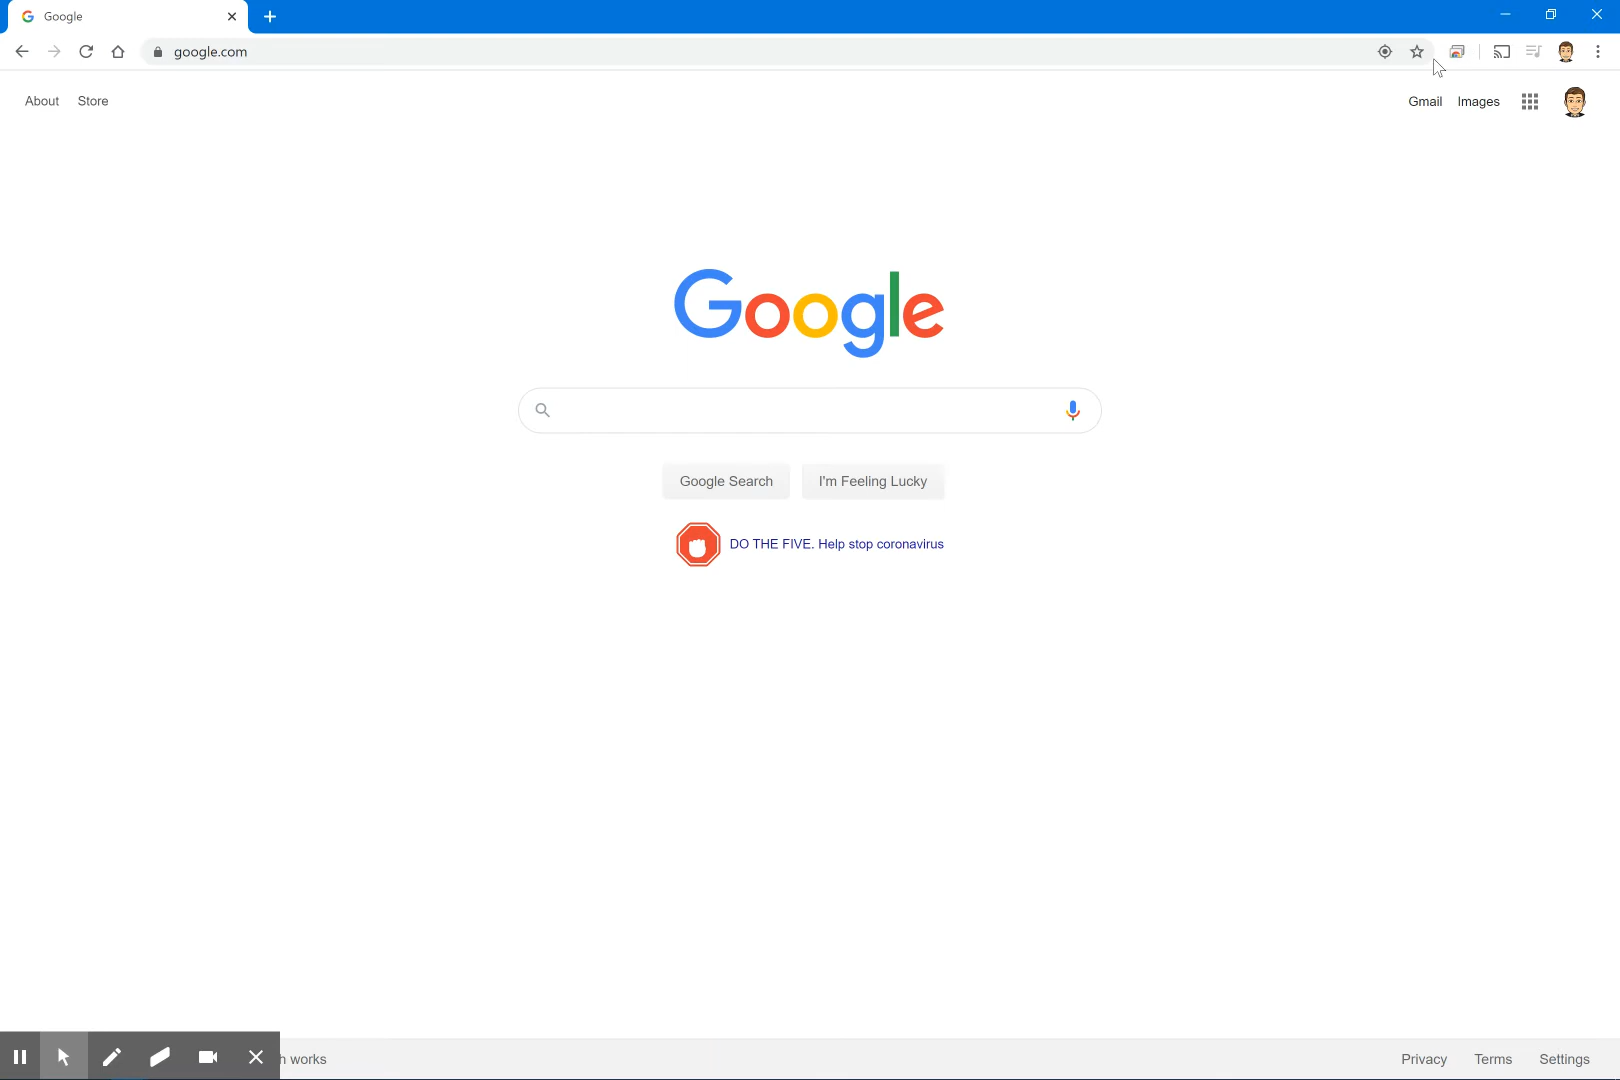 Google
google.com
About Store
Gmail Images
Google
Google Search I'm Feeling Lucky
DO THE FIVE. Help stop coronavirus
works
Privacy Terms Settings